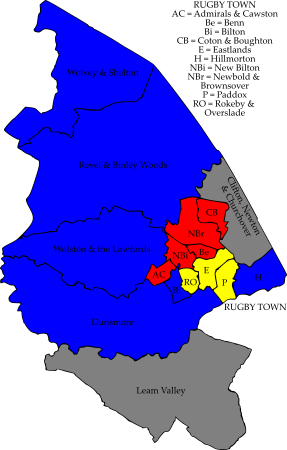 RUGBY TOWN
AC = Admirals & Cawston
Be = Benn
Bi = Bilton
CB = Coton & Boughton
E = Eastlands
H = Hillmorton
NBi = New Bilton
NBr = Newbold &
Brownsover
P = Paddox
RO = Rokeby &
Overslade
Wolvey & Shilton
Revel & Binley Woods
Clifton, Newton
& Churchover
CB
NBr
Wolston & the Lawfords
Be
NBi
E
AC
H
RO
P
Bi
RUGBY TOWN
Dunsmore
Leam Valley